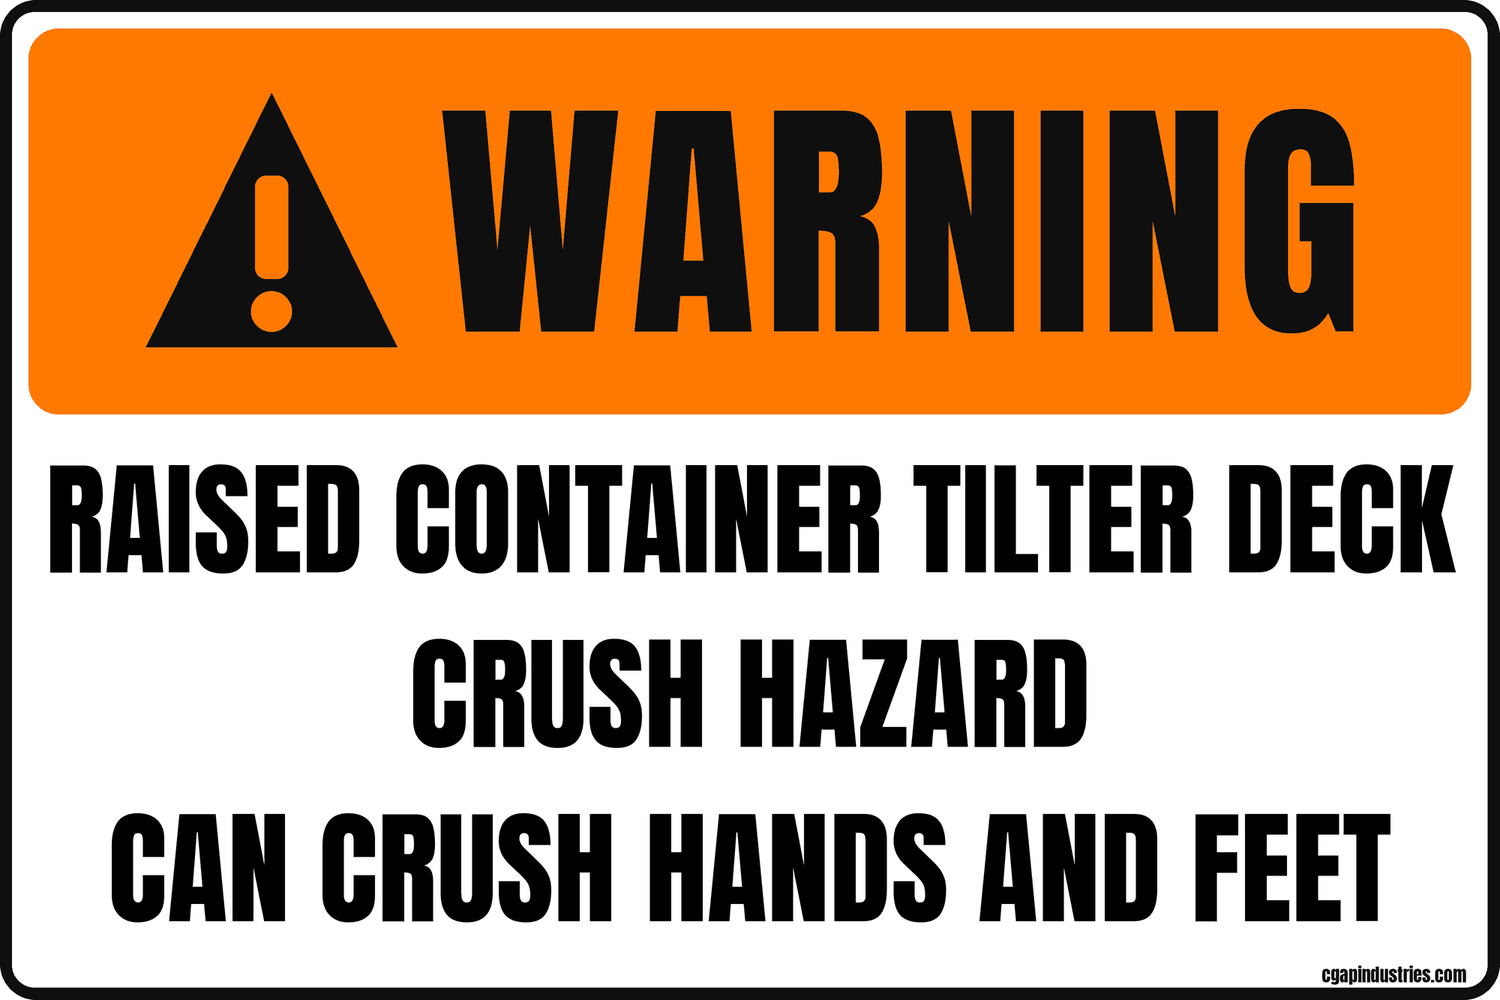 WARNING
RAISED CONTAINER TILTER DECK
CRUSH HAZARD
CAN CRUSH HANDS AND FEET
cgapindustries.com